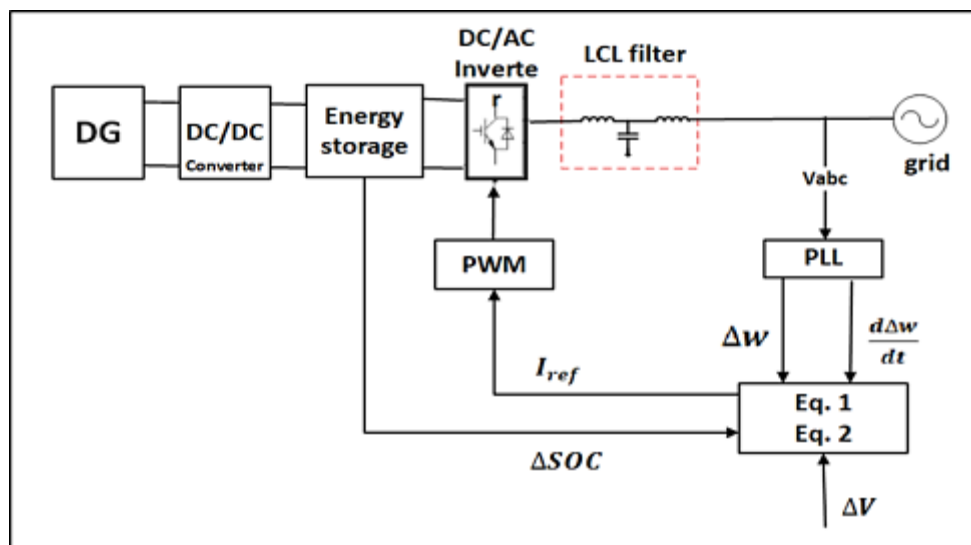 DC/AC
Inverte
r
LCL filter
DG
DC/DC
Converter
Energy
storage
grid
Vabc
PWM
PLL
Δw
dΔw
dt
I_ref
Eq. 1
Eq. 2
ΔSOC
ΔV